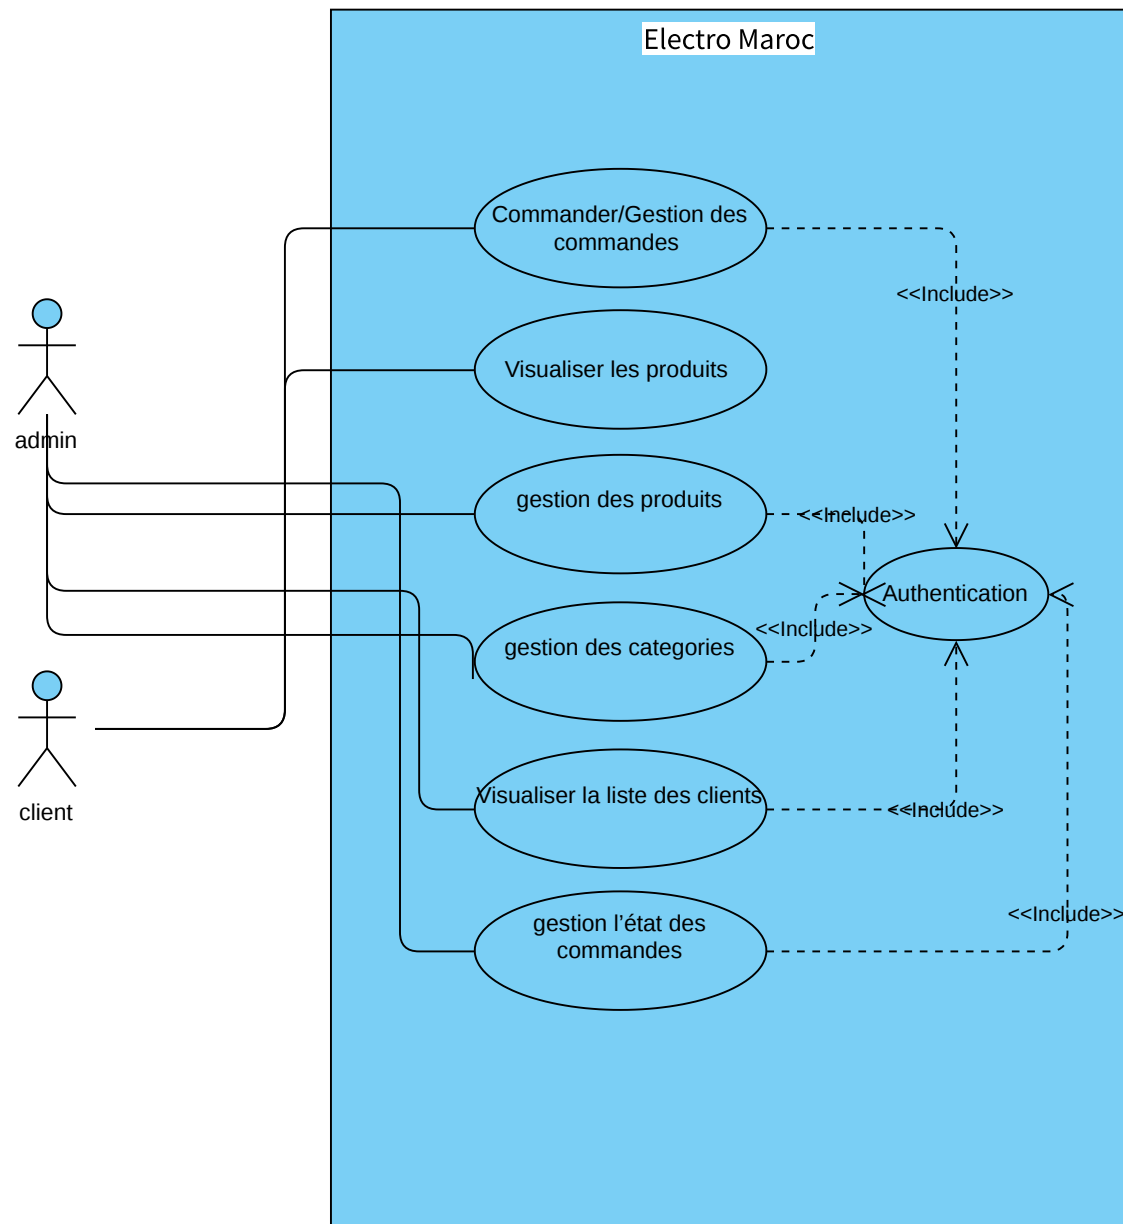 Electro Maroc
Commander/Gestion des
commandes
<<Include>>
Visualiser les produits
admin
gestion des produits
<<Include>>
Authentication
<<Include>>
gestion des categories
client
Visualiser la liste des clients
<<Include>>
gestion l’état des
commandes
<<Include>>